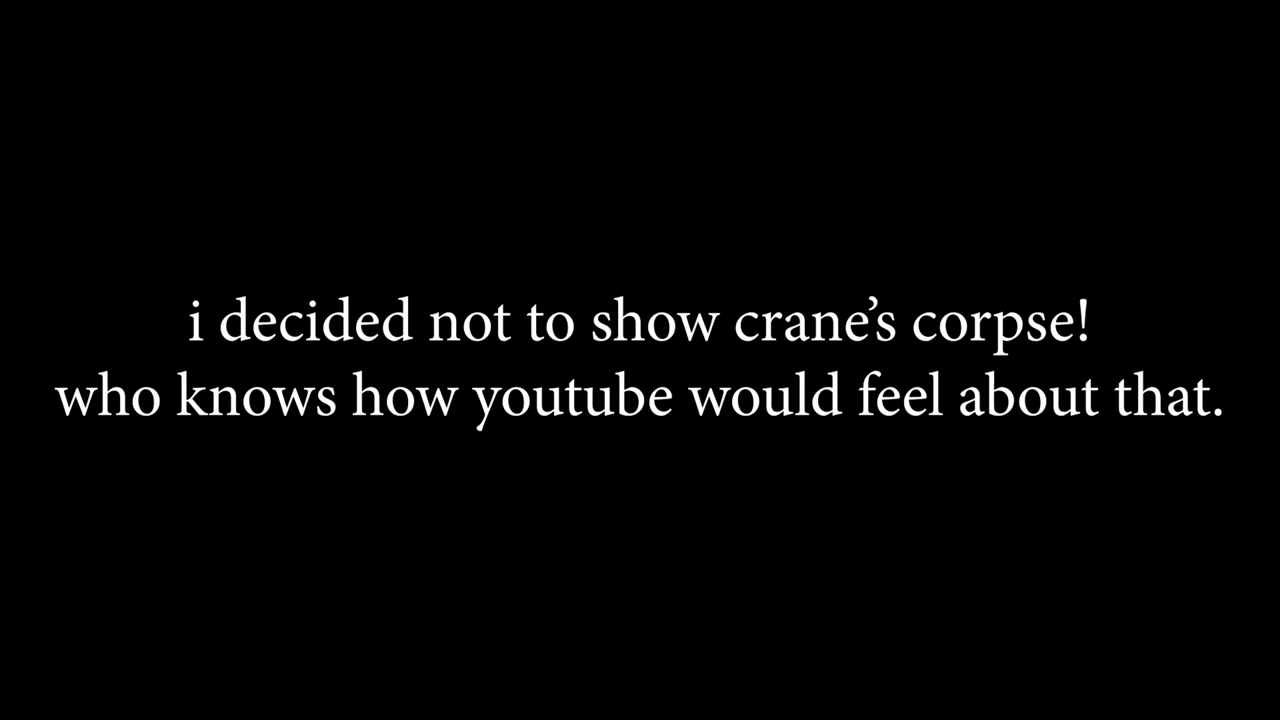 i decided not to show crane’s corpse!
who knows how youtube would feel about that.